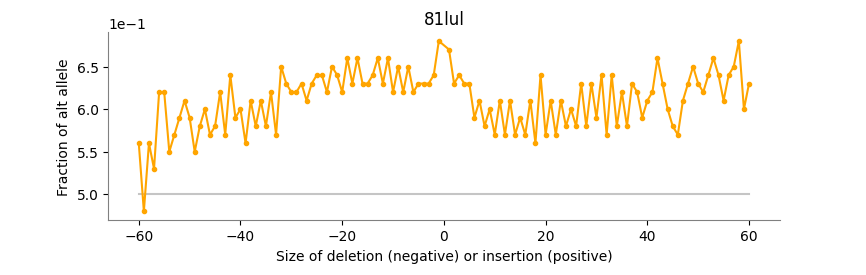 81lul
1e−1
6.5
6.0
5.5
5.0
Fraction of alt allele
−60 −40 −20 0 20 40 60
Size of deletion (negative) or insertion (positive)